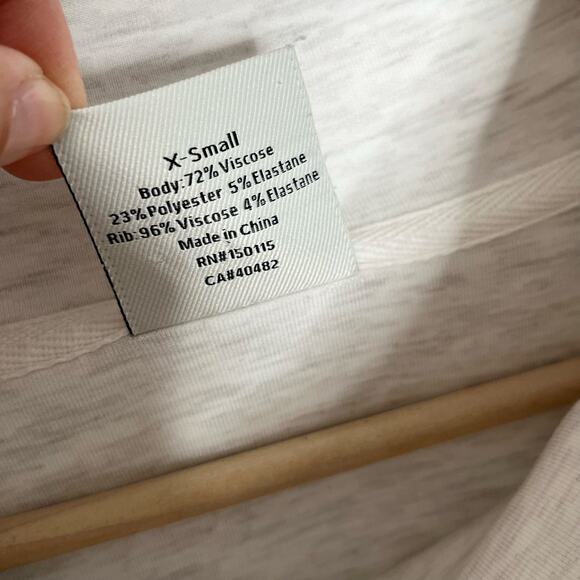 X-Small
Body:72% Viscose
23% Polyester 5% Elastane
Rib:96% Viscose 4% Elastane
Made in China
RN#150115
CA#40482